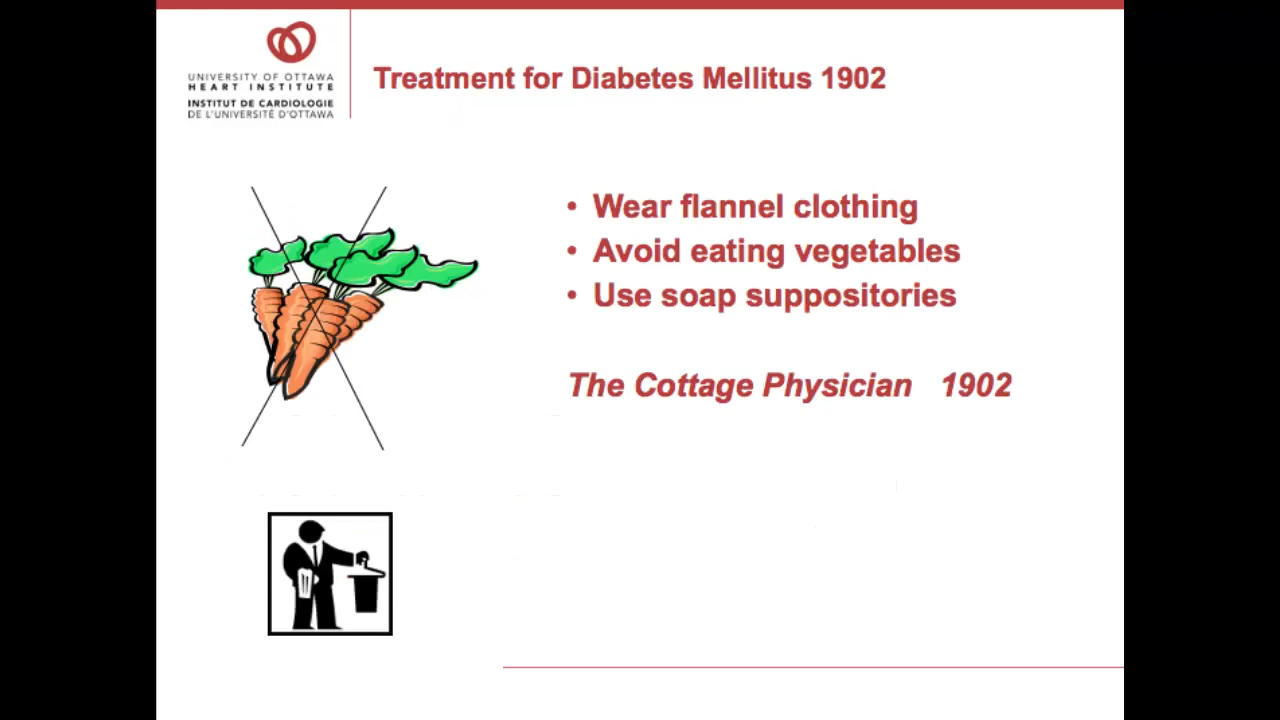 UNIVERSITY OF OTTAWA
HEART INSTITUTE
INSTITUT DE CARDIOLOGIE
DE L'UNIVERSITÉ D'OTTAWA
Treatment for Diabetes Mellitus 1902
• Wear flannel clothing
• Avoid eating vegetables
• Use soap suppositories
The Cottage Physician 1902